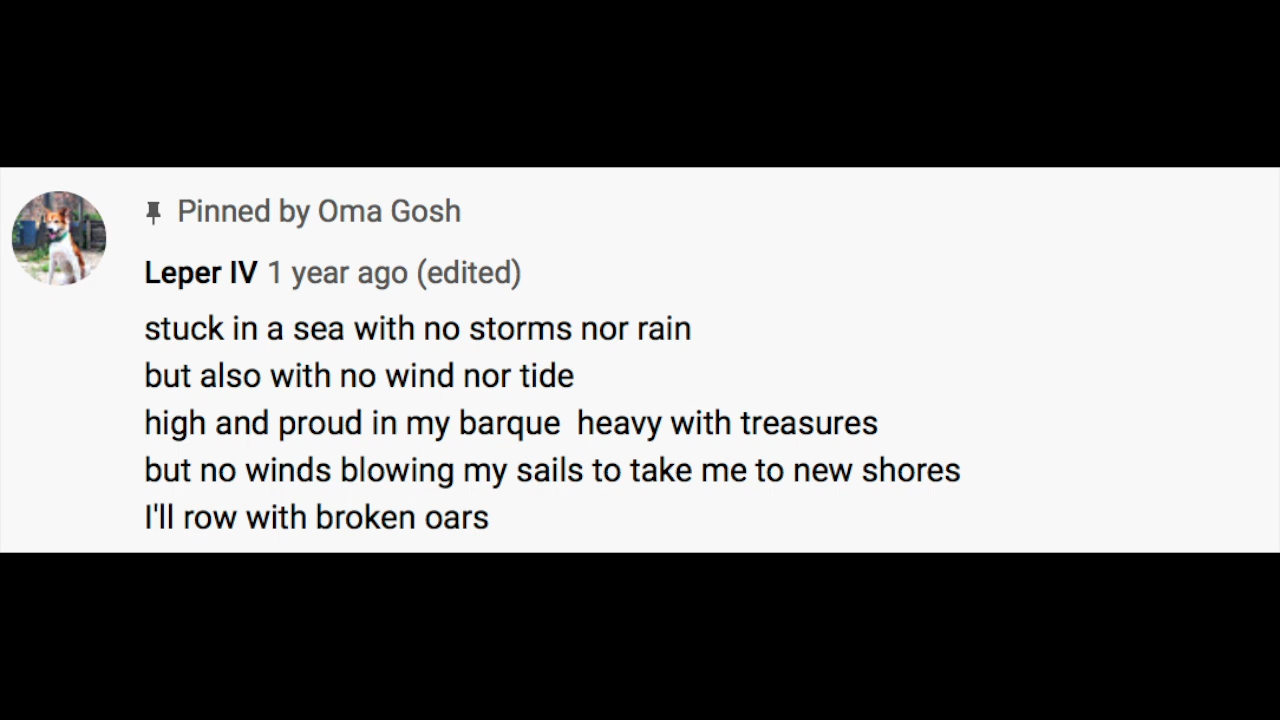 Pinned by Oma Gosh
Leper IV 1 year ago (edited)
stuck in a sea with no storms nor rain
but also with no wind nor tide
high and proud in my barque  heavy with treasures
but no winds blowing my sails to take me to new shores
I'll row with broken oars